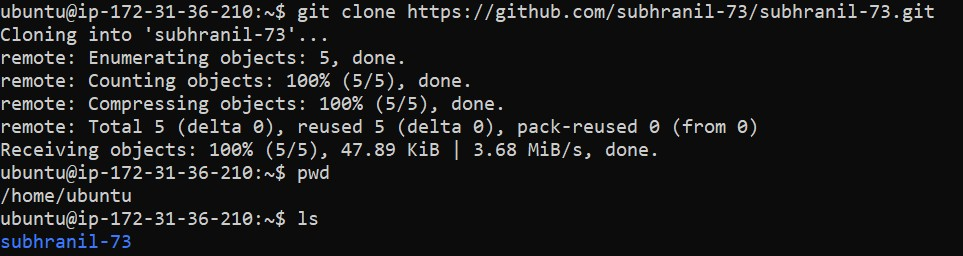 ubuntu@ip-172-31-36-210:~$ git clone https://github.com/subhranil-73/subhranil-73.git
Cloning into 'subhranil-73'...
remote: Enumerating objects: 5, done.
remote: Counting objects: 100% (5/5), done.
remote: Compressing objects: 100% (5/5), done.
remote: Total 5 (delta 0), reused 5 (delta 0), pack-reused 0 (from 0)
Receiving objects: 100% (5/5), 47.89 KiB | 3.68 MiB/s, done.
ubuntu@ip-172-31-36-210:~$ pwd
/home/ubuntu
ubuntu@ip-172-31-36-210:~$ ls
subhranil-73